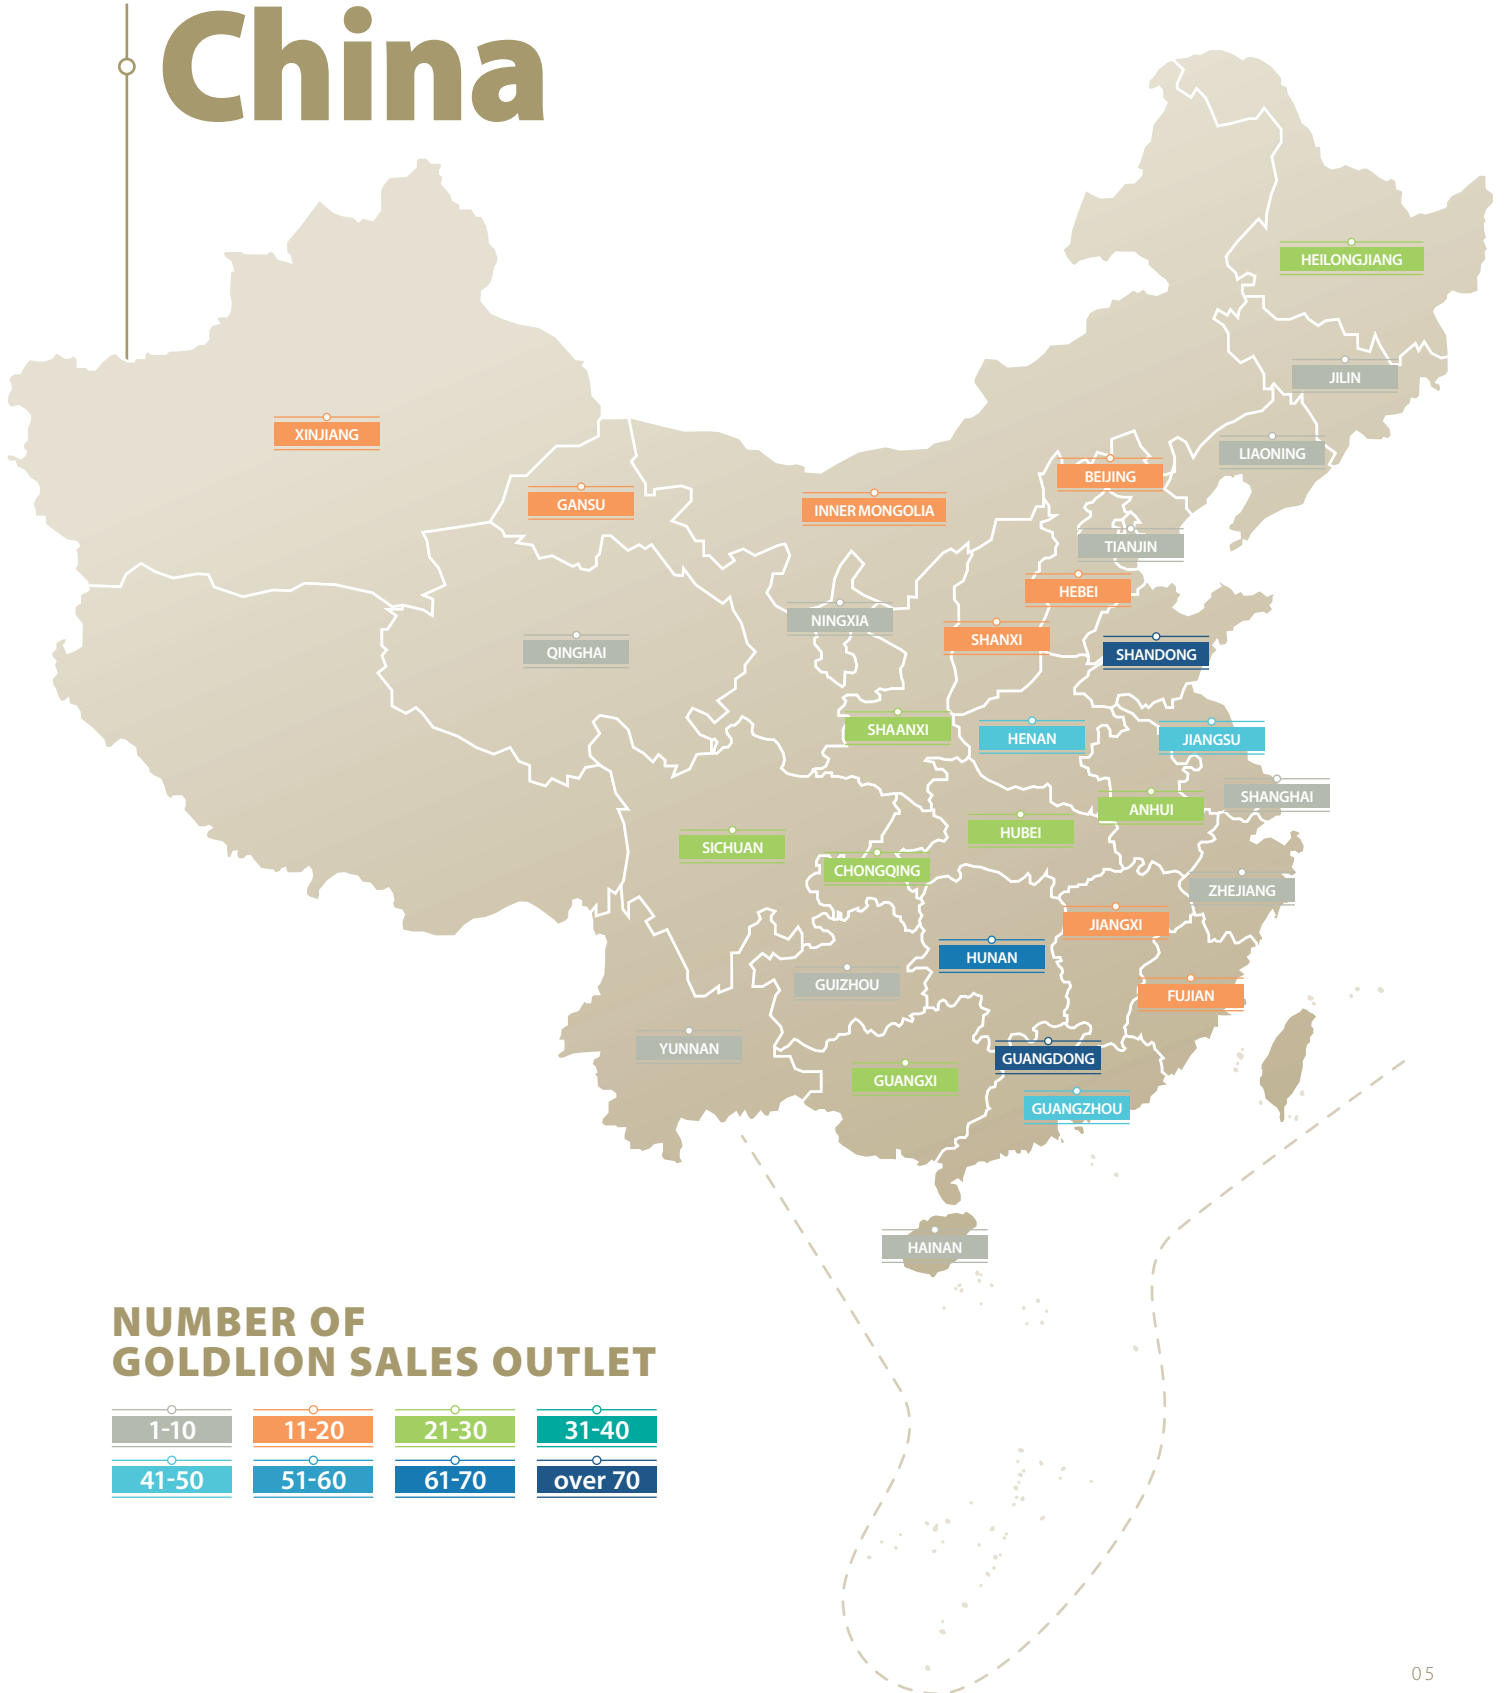 China
HEILONGJIANG
JILIN
XINJIANG
LIAONING
BEIJING
GANSU
INNER MONGOLIA
TIANJIN
HEBEI
NINGXIA
SHANXI
QINGHAI
SHANDONG
SHAANXI
HENAN
JIANGSU
SHANGHAI
ANHUI
HUBEI
SICHUAN
CHONGQING
ZHEJIANG
JIANGXI
HUNAN
GUIZHOU
FUJIAN
YUNNAN
GUANGDONG
GUANGXI
GUANGZHOU
HAINAN
NUMBER OF
GOLDLION SALES OUTLET
1-10 11-20 21-30 31-40
41-50 51-60 61-70 over 70
05